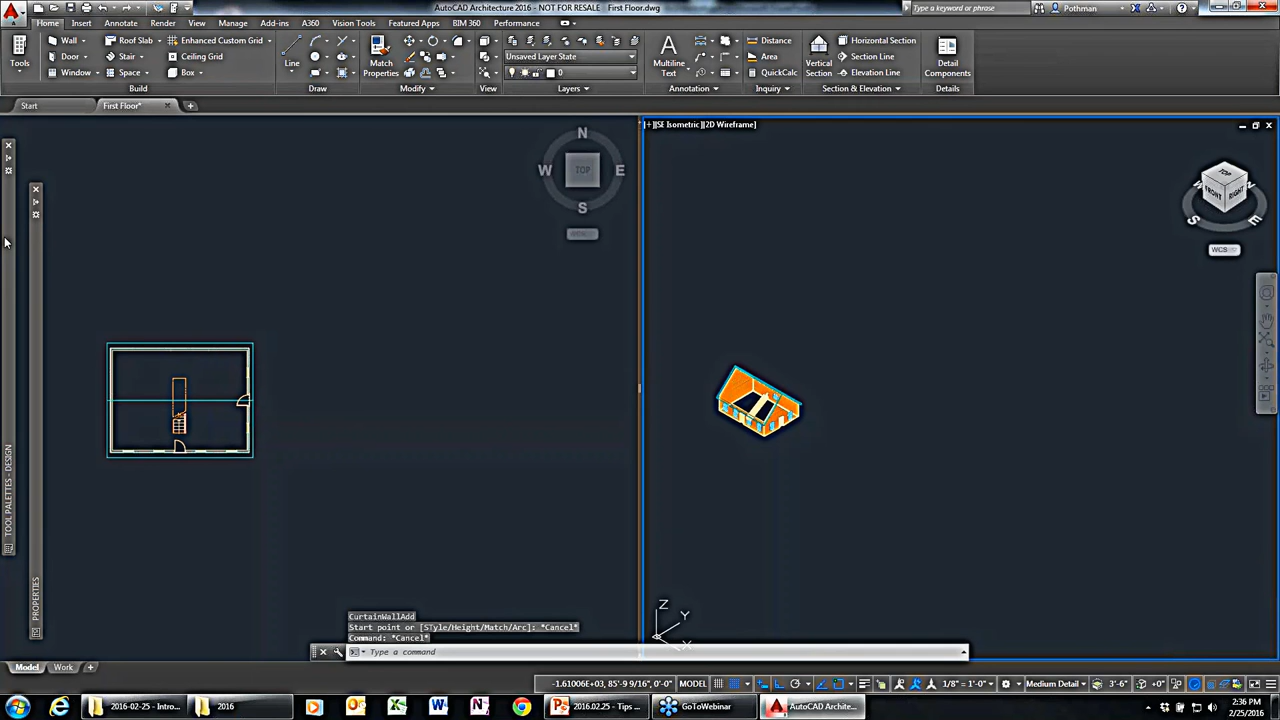 AutoCAD Architecture 2016 - NOT FOR RESALE First Floor.dwg
Type a keyword or phrase
Pothman
Home Insert Annotate Render View Manage Add-ins A360 Vision Tools Featured Apps BIM 360 Performance
Tools
Wall
Door
Window
Roof Slab
Stair
Space
Enhanced Custom Grid
Ceiling Grid
Box
Line
Match
Properties
Unsaved Layer State
0
Multiline
Text
Distance
Area
QuickCalc
Vertical
Section
Horizontal Section
Section Line
Elevation Line
Detail
Components
Build Draw Modify View Layers Annotation Inquiry Section & Elevation Details
Start First Floor*
[+][SE Isometric][2D Wireframe]
N
W TOP E
S
TOP
FRONT RIGHT
S E
WCS
TOOL PALETTES - DESIGN
PROPERTIES
Z
Y
X
CurtainWallAdd
Start point or [STyle/Height/Match/Arc]: *Cancel*
Command: *Cancel*
Type a command
Model Work
-1.61006E+03, 85'-9 9/16", 0'-0" MODEL 1/8" = 1'-0" Medium Detail 3'-6" +0"
2016-02-25 - Intro... 2016 2016.02.25 - Tips ... GoToWebinar AutoCAD Archite...
2:36 PM
2/25/2016